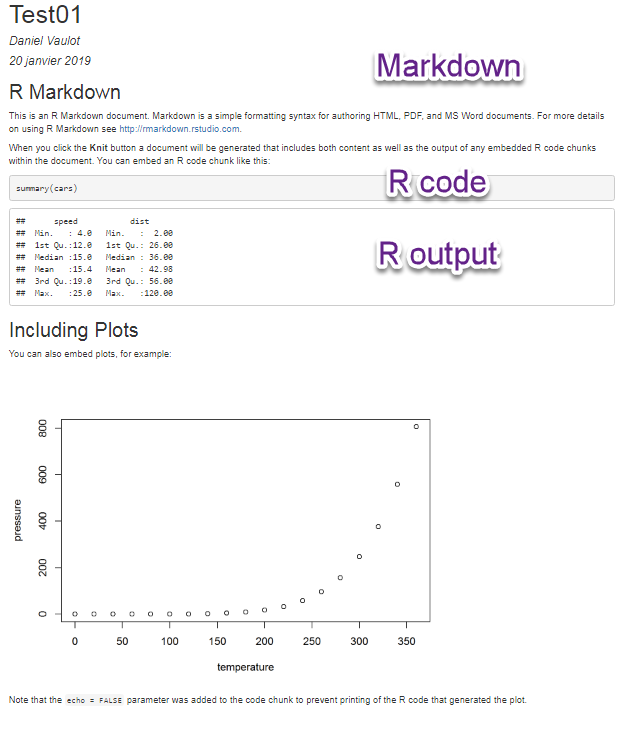 Test01
Daniel Vaulot
20 janvier 2019
Markdown
R Markdown
This is an R Markdown document. Markdown is a simple formatting syntax for authoring HTML, PDF, and MS Word documents. For more details
on using R Markdown see http://rmarkdown.rstudio.com.
When you click the Knit button a document will be generated that includes both content as well as the output of any embedded R code chunks
within the document. You can embed an R code chunk like this:
summary(cars)
R code
##      speed           dist
##  Min.   : 4.0   Min.   :  2.00
##  1st Qu.:12.0   1st Qu.: 26.00
##  Median :15.0   Median : 36.00
##  Mean   :15.4   Mean   : 42.98
##  3rd Qu.:19.0   3rd Qu.: 56.00
##  Max.   :25.0   Max.   :120.00
R output
Including Plots
You can also embed plots, for example:
800
600
400
200
0
pressure
0 50 100 150 200 250 300 350
temperature
Note that the echo = FALSE parameter was added to the code chunk to prevent printing of the R code that generated the plot.